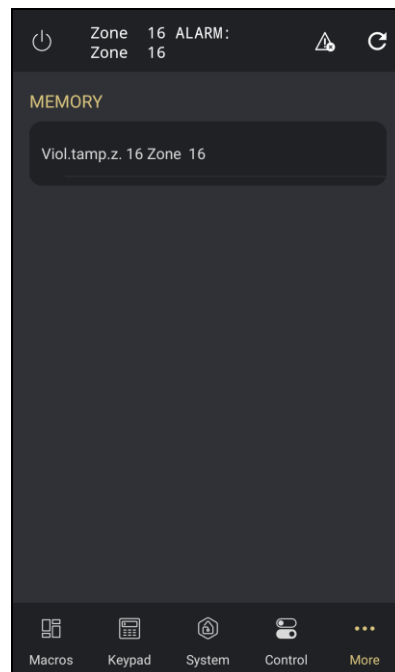 Zone  16 ALARM:
Zone  16
MEMORY
Viol.tamp.z. 16 Zone  16
Macros
Keypad
System
Control
More